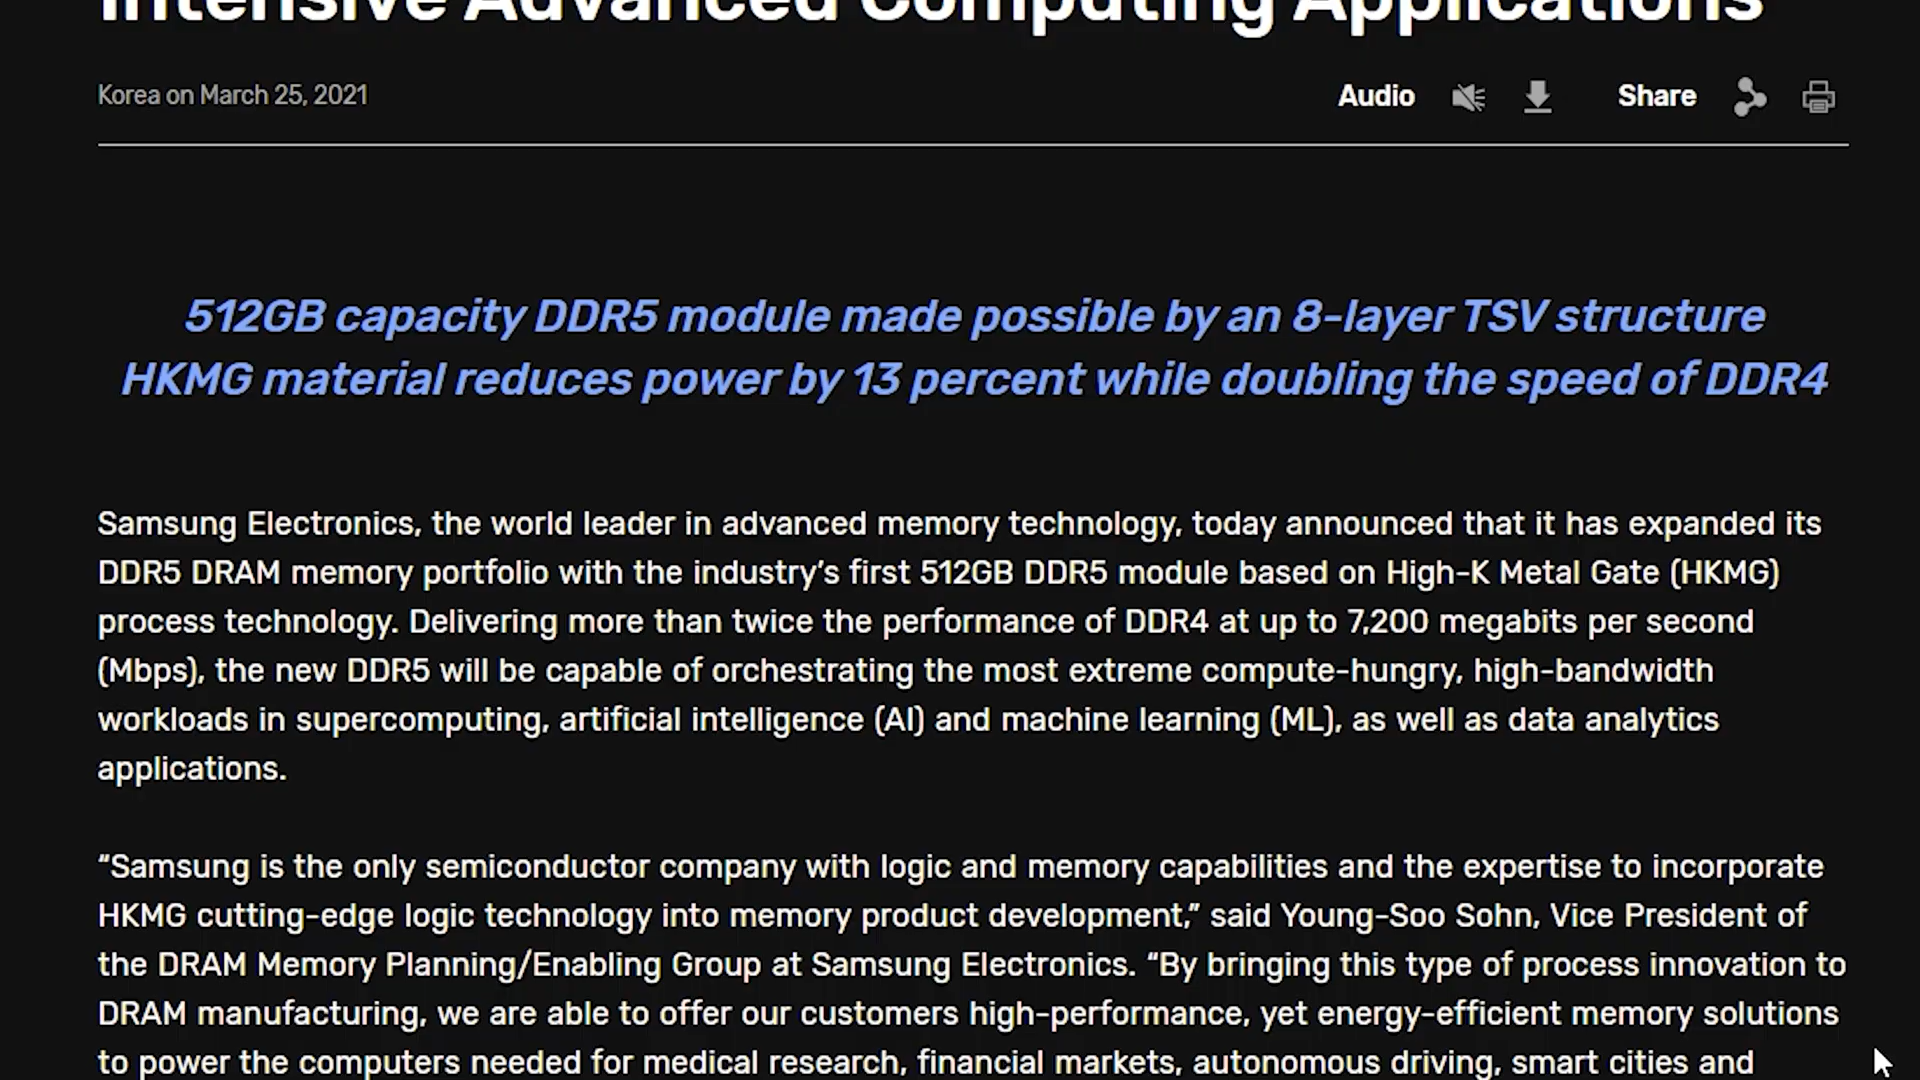 Intensive Advanced Computing Applications
Korea on March 25, 2021
Audio
Share
512GB capacity DDR5 module made possible by an 8-layer TSV structure
HKMG material reduces power by 13 percent while doubling the speed of DDR4
Samsung Electronics, the world leader in advanced memory technology, today announced that it has expanded its
DDR5 DRAM memory portfolio with the industry’s first 512GB DDR5 module based on High-K Metal Gate (HKMG)
process technology. Delivering more than twice the performance of DDR4 at up to 7,200 megabits per second
(Mbps), the new DDR5 will be capable of orchestrating the most extreme compute-hungry, high-bandwidth
workloads in supercomputing, artificial intelligence (AI) and machine learning (ML), as well as data analytics
applications.
“Samsung is the only semiconductor company with logic and memory capabilities and the expertise to incorporate
HKMG cutting-edge logic technology into memory product development,” said Young-Soo Sohn, Vice President of
the DRAM Memory Planning/Enabling Group at Samsung Electronics. “By bringing this type of process innovation to
DRAM manufacturing, we are able to offer our customers high-performance, yet energy-efficient memory solutions
to power the computers needed for medical research, financial markets, autonomous driving, smart cities and